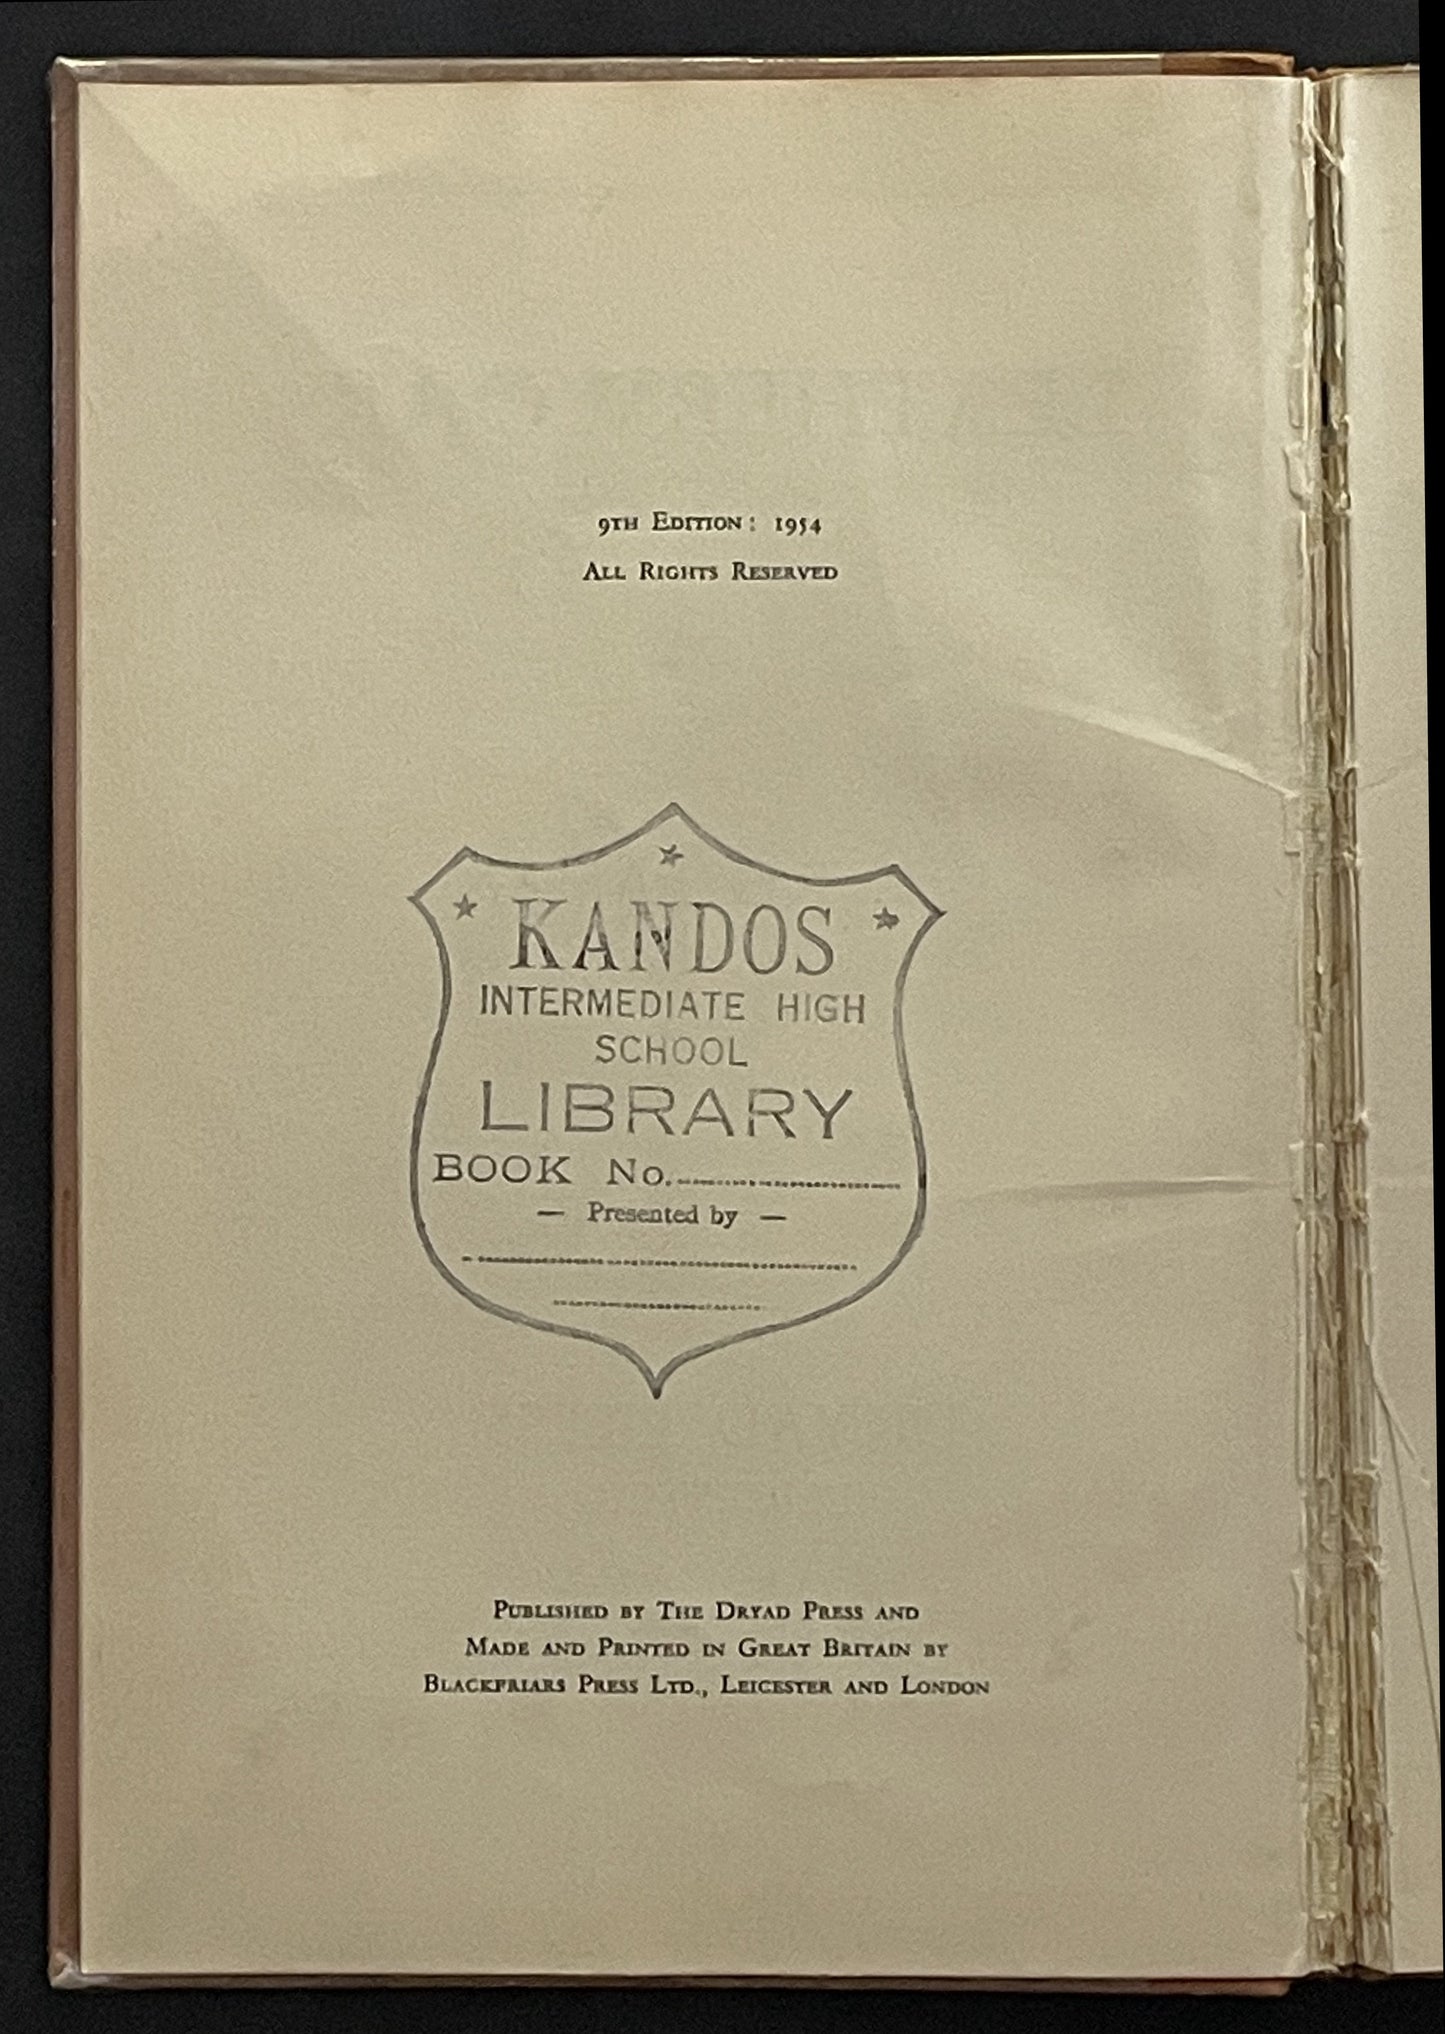 9TH EDITION: 1954
ALL RIGHTS RESERVED
KANDOS
INTERMEDIATE HIGH
SCHOOL
LIBRARY
BOOK No.
— Presented by —
PUBLISHED BY THE DRYAD PRESS AND
MADE AND PRINTED IN GREAT BRITAIN BY
BLACKFRIARS PRESS LTD., LEICESTER AND LONDON